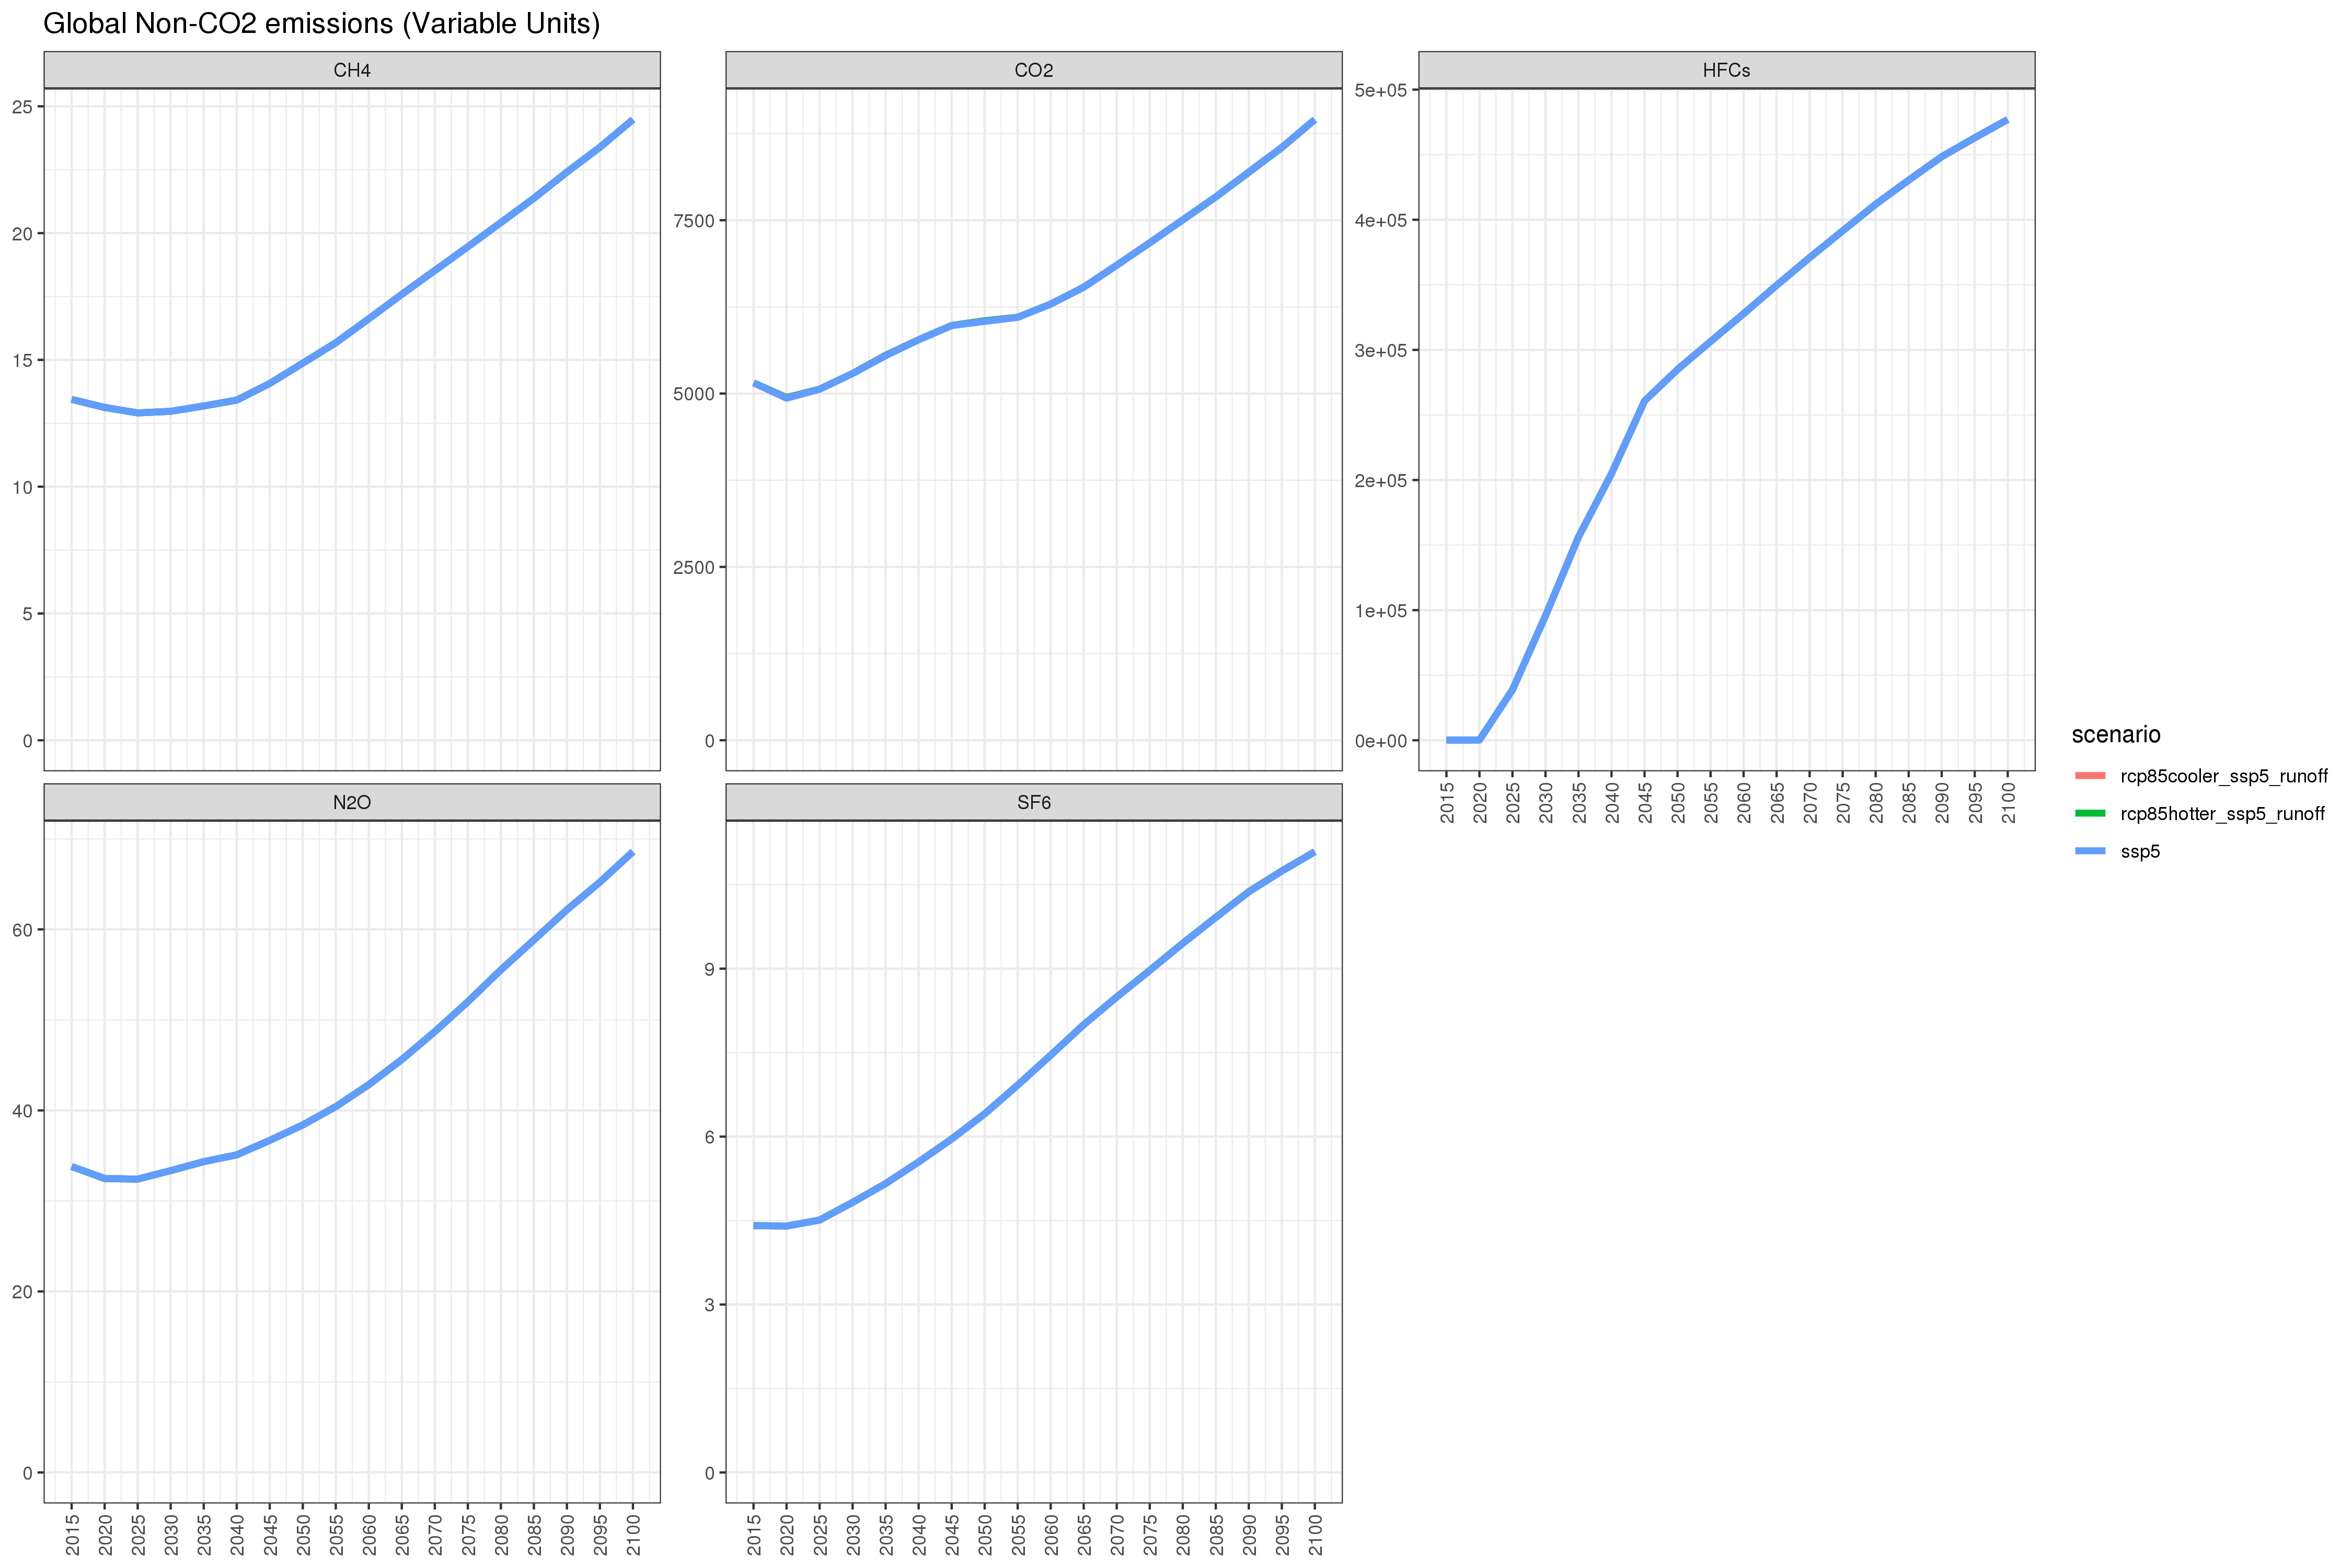 Global Non-CO2 emissions (Variable Units)
CH4
CO2
HFCs
25
20
15
10
5
0
7500
5000
2500
0
5e+05
4e+05
3e+05
2e+05
1e+05
0e+00
2015 2020 2025 2030 2035 2040 2045 2050 2055 2060 2065 2070 2075 2080 2085 2090 2095 2100
N2O
SF6
60
40
20
0
9
6
3
0
2015 2020 2025 2030 2035 2040 2045 2050 2055 2060 2065 2070 2075 2080 2085 2090 2095 2100
2015 2020 2025 2030 2035 2040 2045 2050 2055 2060 2065 2070 2075 2080 2085 2090 2095 2100
scenario
rcp85cooler_ssp5_runoff
rcp85hotter_ssp5_runoff
ssp5